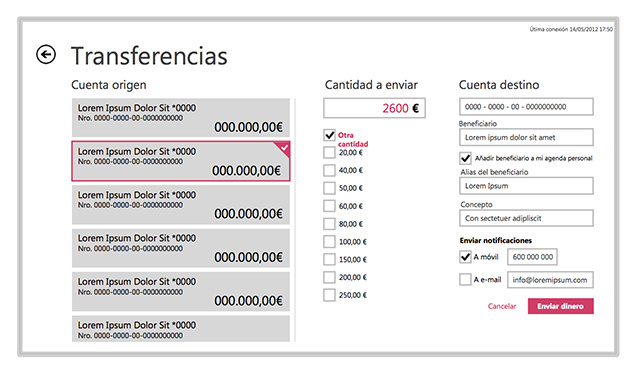 Útima conexión 14/05/2012 17:50
Transferencias
Cuenta origen
Lorem Ipsum Dolor Sit *0000
Nro. 0000-0000-00-0000000000
000.000,00€
Lorem Ipsum Dolor Sit *0000
Nro. 0000-0000-00-0000000000
000.000,00€
Lorem Ipsum Dolor Sit *0000
Nro. 0000-0000-00-0000000000
000.000,00€
Lorem Ipsum Dolor Sit *0000
Nro. 0000-0000-00-0000000000
000.000,00€
Lorem Ipsum Dolor Sit *0000
Nro. 0000-0000-00-0000000000
000.000,00€
Lorem Ipsum Dolor Sit *0000
Nro. 0000-0000-00-0000000000
Cantidad a enviar
2600 €
Otra
cantidad
20,00 €
40,00 €
50,00 €
60,00 €
80,00 €
100,00 €
150,00 €
200,00 €
250,00 €
Cuenta destino
0000 - 0000 - 00 - 0000000000
Beneficiario
Lorem ipsum dolor sit amet
Añadir beneficiario a mi agenda personal
Alias del beneficiario
Lorem Ipsum
Concepto
Con sectetuer adipliscit
Enviar notificaciones
A móvil 600 000 000
A e-mail info@loremipsum.com
Cancelar Enviar dinero